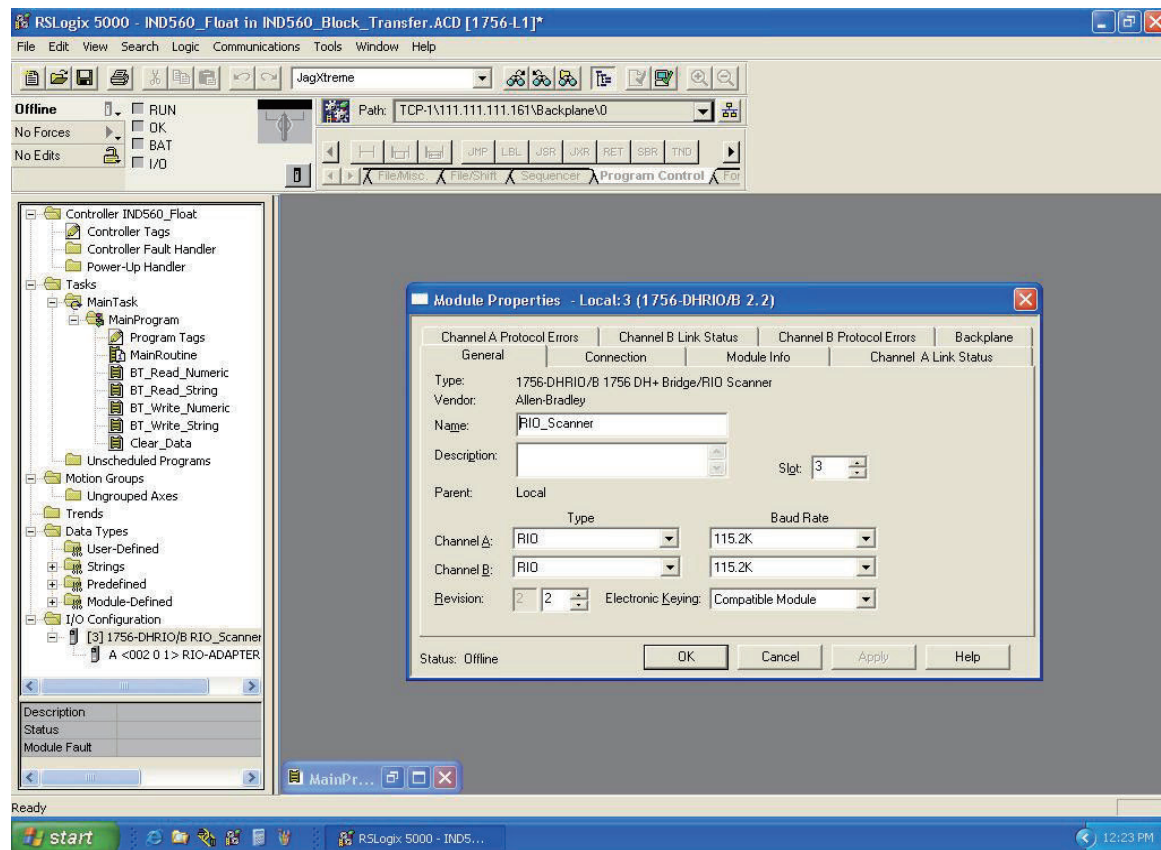 RSLogix 5000 - IND560_Float in IND560_Block_Transfer.ACD [1756-L1]*
File Edit View Search Logic Communications Tools Window Help
JagXtreme
Offline
RUN
No Forces
OK
No Edits
BAT
I/O
Path: TCP-1\111.111.111.161\Backplane\0
JMP LBL JSR JXR RET SBR TND
File/Misc. File/Shift Sequencer Program Control For
Controller IND560_Float
Controller Tags
Controller Fault Handler
Power-Up Handler
Tasks
MainTask
MainProgram
Program Tags
MainRoutine
BT_Read_Numeric
BT_Read_String
BT_Write_Numeric
BT_Write_String
Clear_Data
Unscheduled Programs
Motion Groups
Ungrouped Axes
Trends
Data Types
User-Defined
Strings
Predefined
Module-Defined
I/O Configuration
[3] 1756-DHRIO/B RIO_Scanner
A <002 0 1> RIO-ADAPTER
Description
Status
Module Fault
Module Properties - Local:3 (1756-DHRIO/B 2.2)
Channel A Protocol Errors Channel B Link Status Channel B Protocol Errors Backplane
General Connection Module Info Channel A Link Status
Type: 1756-DHRIO/B 1756 DH+ Bridge/RIO Scanner
Vendor: Allen-Bradley
Name: RIO_Scanner
Description:
Slot: 3
Parent: Local
Type Baud Rate
Channel A: RIO 115.2K
Channel B: RIO 115.2K
Revision: 2 2 Electronic Keying: Compatible Module
Status: Offline OK Cancel Apply Help
MainPr...
Ready
start RSLogix 5000 - IND5... 12:23 PM